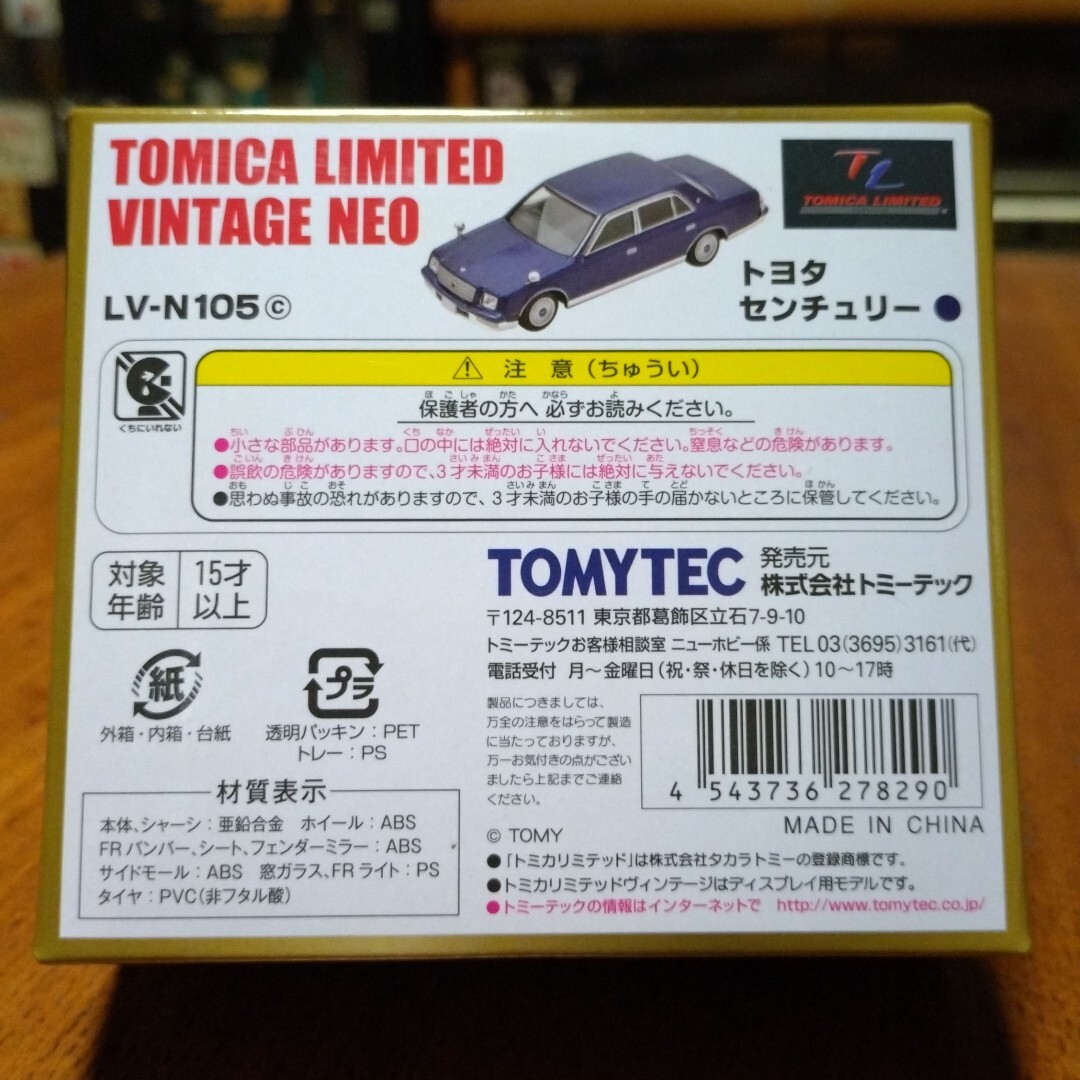 TOMICA LIMITED
VINTAGE NEO
LV-N105ⓒ
TL
TOMICA LIMITED
トヨタ
センチュリー ●
くちにいれない
⚠ 注 意（ちゅうい）
保護者の方へ 必ずお読みください。
●小さな部品があります。口の中には絶対に入れないでください。窒息などの危険があります。
●誤飲の危険がありますので、3才未満のお子様には絶対に与えないでください。
●思わぬ事故の恐れがありますので、3才未満のお子様の手の届かないところに保管してください。
対象年齢 15才以上
紙
外箱・内箱・台紙
プラ
透明パッキン：PET
トレー：PS
材質表示
本体、シャーシ：亜鉛合金 ホイール：ABS
FRバンパー、シート、フェンダーミラー：ABS
サイドモール：ABS 窓ガラス、FRライト：PS
タイヤ：PVC(非フタル酸)
TOMYTEC 発売元 株式会社トミーテック
〒124-8511 東京都葛飾区立石7-9-10
トミーテックお客様相談室 ニューホビー係 TEL 03(3695)3161(代)
電話受付 月～金曜日(祝・祭・休日を除く)10～17時
製品につきましては、
万全の注意をはらって製造
に当たっておりますが、
万一お気付きの点がござい
ましたら上記までご連絡
ください。
4 543736 278290
MADE IN CHINA
© TOMY
●「トミカリミテッド」は株式会社タカラトミーの登録商標です。
●トミカリミテッドヴィンテージはディスプレイ用モデルです。
●トミーテックの情報はインターネットで http://www.tomytec.co.jp/